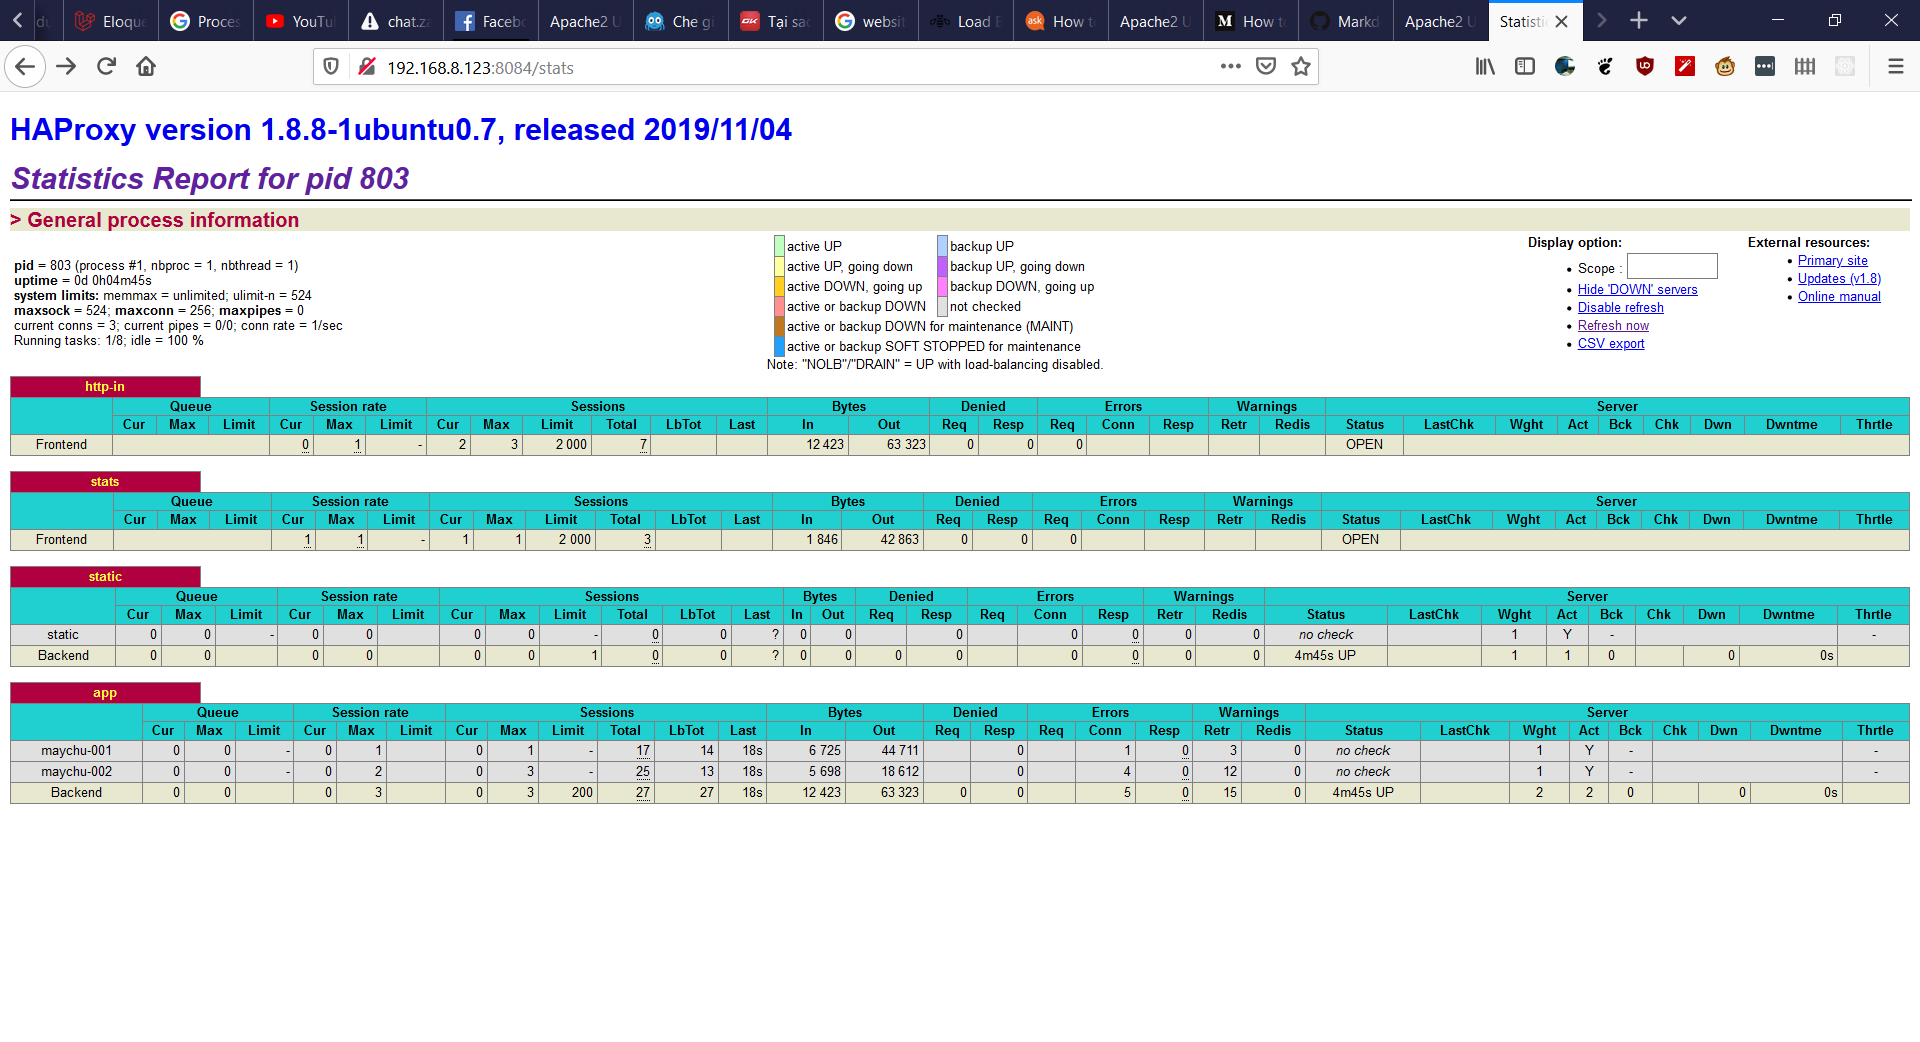 Eloque
Proces
YouTu
chat.za
Facebo
Apache2 U
Che gi
Tại sao
websit
Load B
How to
Apache2 U
How to
Markd
Apache2 U
Statisti
192.168.8.123:8084/stats
HAProxy version 1.8.8-1ubuntu0.7, released 2019/11/04
Statistics Report for pid 803
> General process information
pid = 803 (process #1, nbproc = 1, nbthread = 1)
uptime = 0d 0h04m45s
system limits: memmax = unlimited; ulimit-n = 524
maxsock = 524; maxconn = 256; maxpipes = 0
current conns = 3; current pipes = 0/0; conn rate = 1/sec
Running tasks: 1/8; idle = 100 %
active UP backup UP
active UP, going down backup UP, going down
active DOWN, going up backup DOWN, going up
active or backup DOWN not checked
active or backup DOWN for maintenance (MAINT)
active or backup SOFT STOPPED for maintenance
Note: "NOLB"/"DRAIN" = UP with load-balancing disabled.
Display option:
Scope :
Hide 'DOWN' servers
Disable refresh
Refresh now
CSV export
External resources:
Primary site
Updates (v1.8)
Online manual
http-in
Queue Session rate Sessions Bytes Denied Errors Warnings Server
Cur Max Limit Cur Max Limit Cur Max Limit Total LbTot Last In Out Req Resp Req Conn Resp Retr Redis Status LastChk Wght Act Bck Chk Dwn Dwntme Thrtle
Frontend 0 1 - 2 3 2 000 7 12 423 63 323 0 0 0 OPEN
stats
Queue Session rate Sessions Bytes Denied Errors Warnings Server
Cur Max Limit Cur Max Limit Cur Max Limit Total LbTot Last In Out Req Resp Req Conn Resp Retr Redis Status LastChk Wght Act Bck Chk Dwn Dwntme Thrtle
Frontend 1 1 - 1 1 2 000 3 1 846 42 863 0 0 0 OPEN
static
Queue Session rate Sessions Bytes Denied Errors Warnings Server
Cur Max Limit Cur Max Limit Cur Max Limit Total LbTot Last In Out Req Resp Req Conn Resp Retr Redis Status LastChk Wght Act Bck Chk Dwn Dwntme Thrtle
static 0 0 - 0 0 0 0 - 0 0 ? 0 0 0 0 0 0 0 no check 1 Y - -
Backend 0 0 0 0 0 0 1 0 0 ? 0 0 0 0 0 0 0 0 4m45s UP 1 1 0 0 0s
app
Queue Session rate Sessions Bytes Denied Errors Warnings Server
Cur Max Limit Cur Max Limit Cur Max Limit Total LbTot Last In Out Req Resp Req Conn Resp Retr Redis Status LastChk Wght Act Bck Chk Dwn Dwntme Thrtle
maychu-001 0 0 - 0 1 0 1 - 17 14 18s 6 725 44 711 0 1 0 3 0 no check 1 Y - -
maychu-002 0 0 - 0 2 0 3 - 25 13 18s 5 698 18 612 0 4 0 12 0 no check 1 Y - -
Backend 0 0 0 3 0 3 200 27 27 18s 12 423 63 323 0 0 5 0 15 0 4m45s UP 2 2 0 0 0s